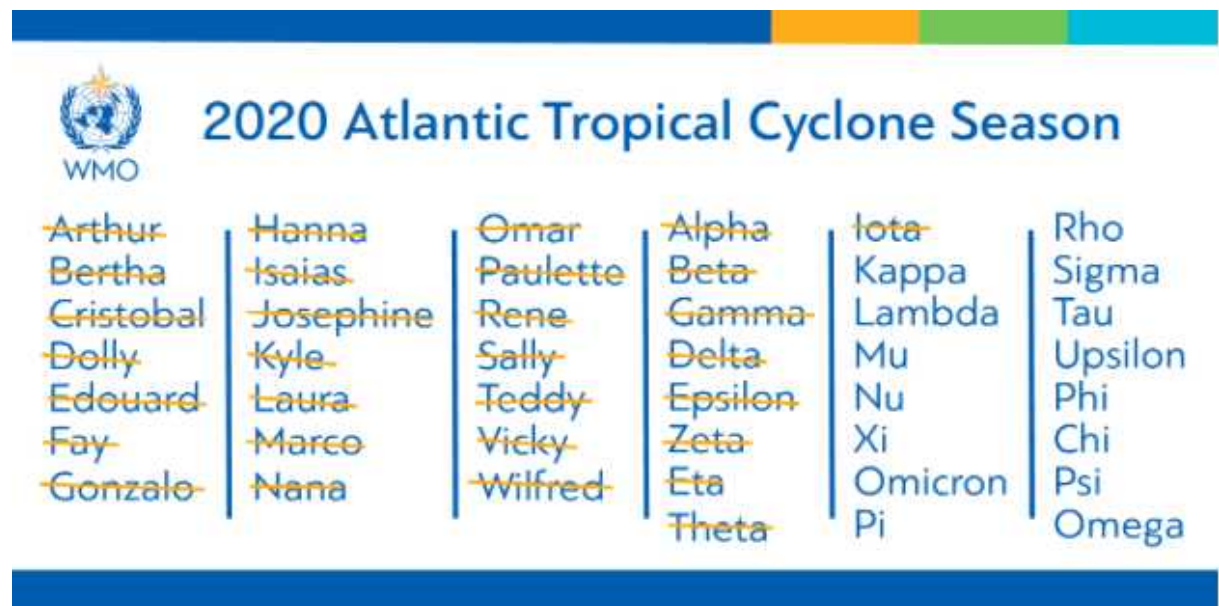 WMO
2020 Atlantic Tropical Cyclone Season
Arthur
Bertha
Cristobal
Dolly
Edouard
Fay
Gonzalo
Hanna
Isaias
Josephine
Kyle
Laura
Marco
Nana
Omar
Paulette
Rene
Sally
Teddy
Vicky
Wilfred
Alpha
Beta
Gamma
Delta
Epsilon
Zeta
Eta
Theta
Iota
Kappa
Lambda
Mu
Nu
Xi
Omicron
Pi
Rho
Sigma
Tau
Upsilon
Phi
Chi
Psi
Omega